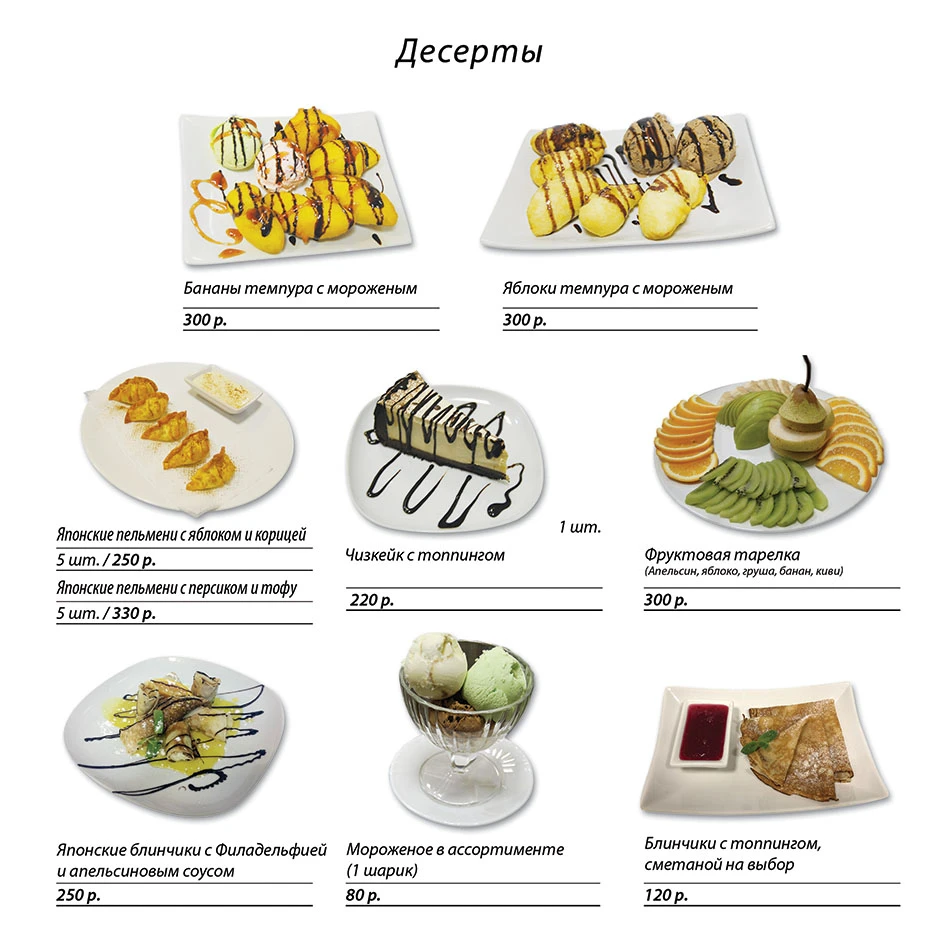 Десерты
Бананы темпура с мороженым
300 р.
Яблоки темпура с мороженым
300 р.
Японские пельмени с яблоком и корицей
5 шт. / 250 р.
Японские пельмени с персиком и тофу
5 шт. / 330 р.
1 шт.
Чизкейк с топпингом
220 р.
Фруктовая тарелка
(Апельсин, яблоко, груша, банан, киви)
300 р.
Японские блинчики с Филадельфией
и апельсиновым соусом
250 р.
Мороженое в ассортименте
(1 шарик)
80 р.
Блинчики с топпингом,
сметаной на выбор
120 р.